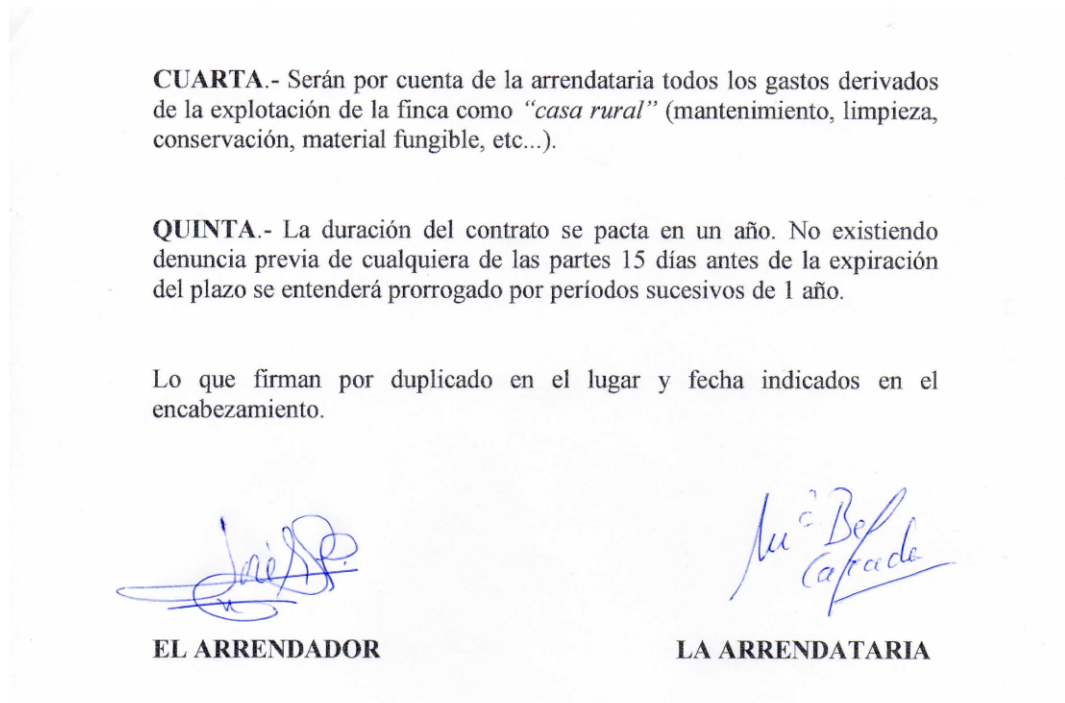 CUARTA.- Serán por cuenta de la arrendataria todos los gastos derivados
de la explotación de la finca como "casa rural" (mantenimiento, limpieza,
conservación, material fungible, etc...).
QUINTA.- La duración del contrato se pacta en un año. No existiendo
denuncia previa de cualquiera de las partes 15 días antes de la expiración
del plazo se entenderá prorrogado por períodos sucesivos de 1 año.
Lo que firman por duplicado en el lugar y fecha indicados en el
encabezamiento.
José
Mª Bel
EL ARRENDADOR LA ARRENDATARIA